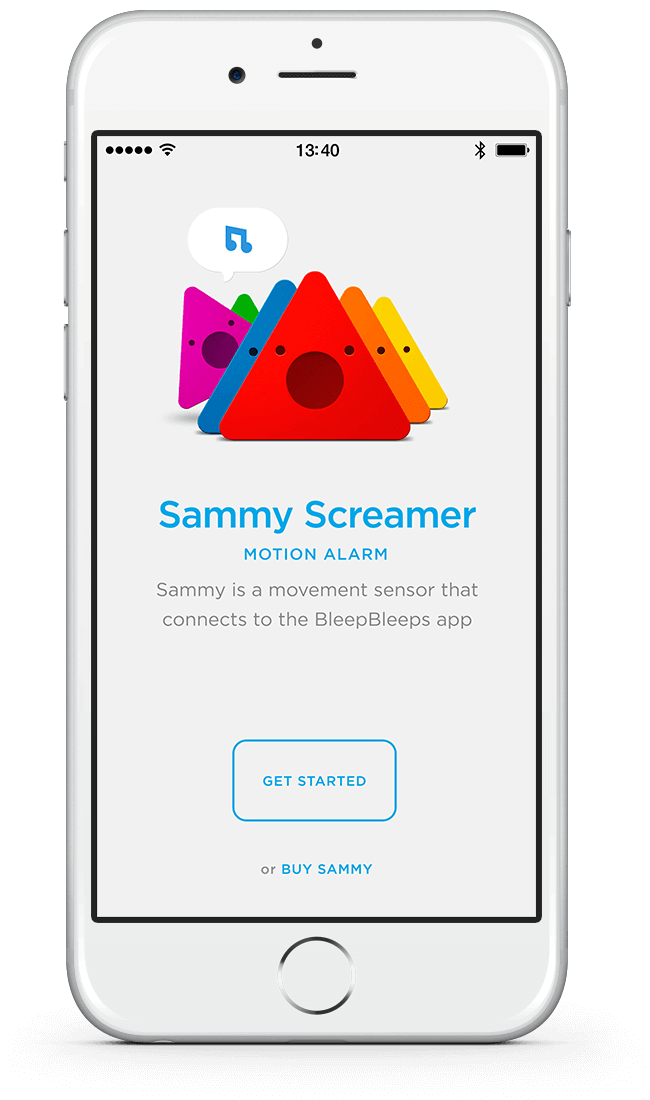 13:40
Sammy Screamer
MOTION ALARM
Sammy is a movement sensor that
connects to the BleepBleeps app
GET STARTED
or BUY SAMMY